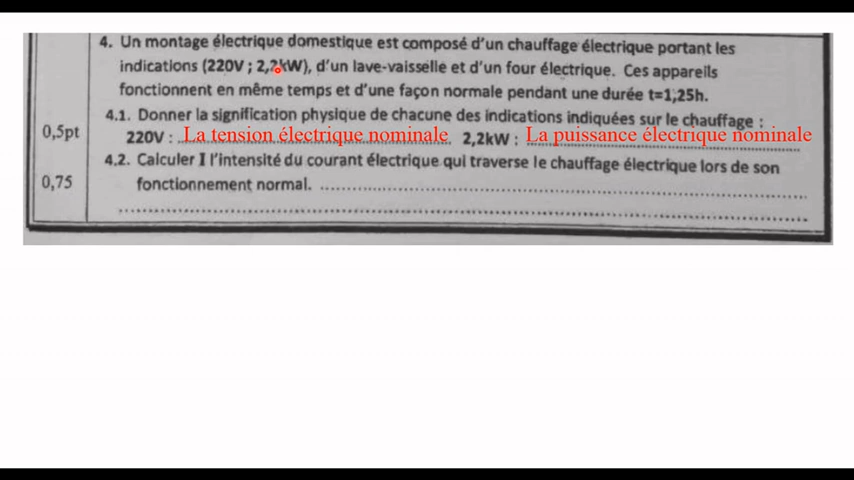 4. Un montage électrique domestique est composé d'un chauffage électrique portant les
indications (220V ; 2,2kW), d'un lave-vaisselle et d'un four électrique. Ces appareils
fonctionnent en même temps et d'une façon normale pendant une durée t=1,25h.
4.1. Donner la signification physique de chacune des indications indiquées sur le chauffage :
0,5pt 220V : La tension électrique nominale. 2,2kW : La puissance électrique nominale
4.2. Calculer I l'intensité du courant électrique qui traverse le chauffage électrique lors de son
0,75 fonctionnement normal. ........................................
........................................